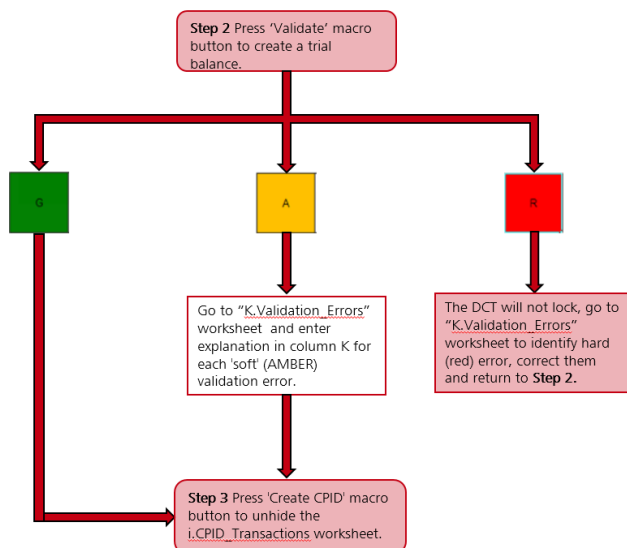 Step 2 Press ‘Validate’ macro
button to create a trial
balance.
G
A
R
Go to “K.Validation_Errors”
worksheet and enter
explanation in column K for
each 'soft' (AMBER)
validation error.
The DCT will not lock, go to
“K.Validation_Errors”
worksheet to identify hard
(red) error, correct them
and return to Step 2.
Step 3 Press 'Create CPID' macro
button to unhide the
i.CPID_Transactions worksheet.